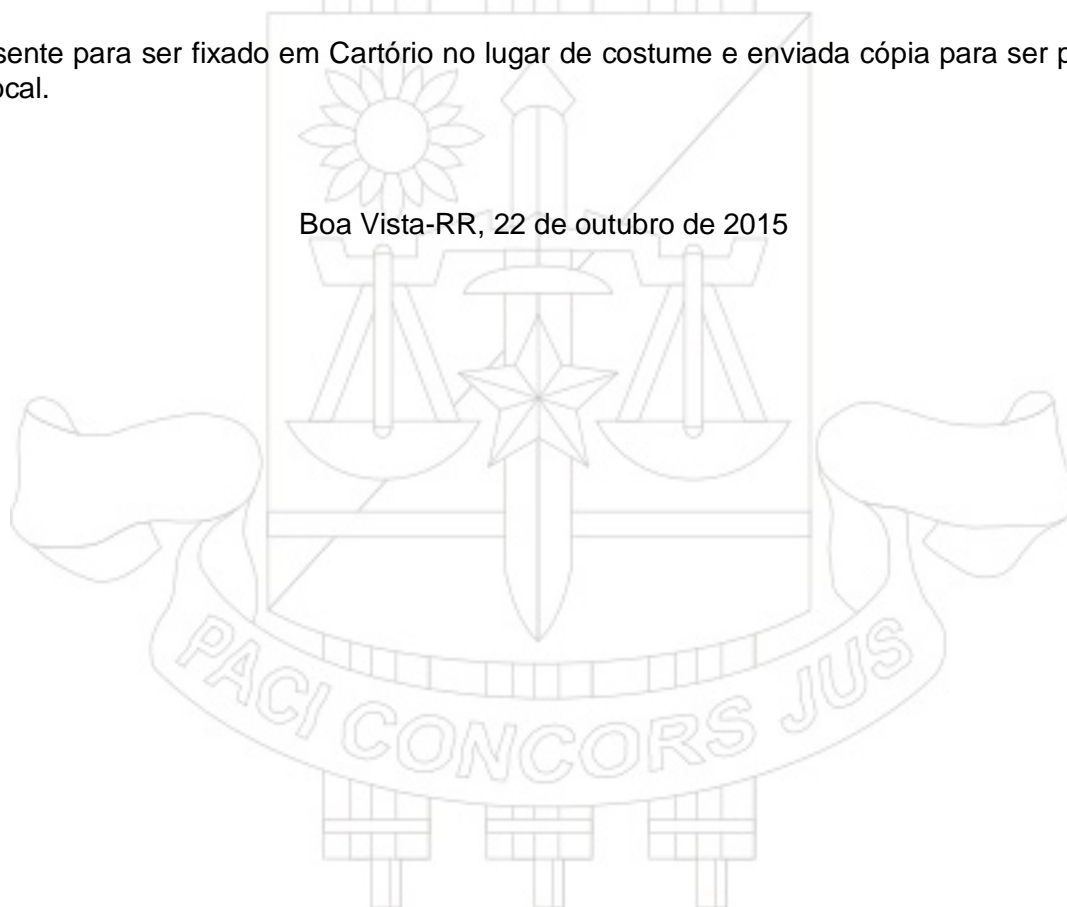 sente para ser fixado em Cartório no lugar de costume e enviada cópia para ser p
ocal.
Boa Vista-RR, 22 de outubro de 2015
PACI CONCORS JUS